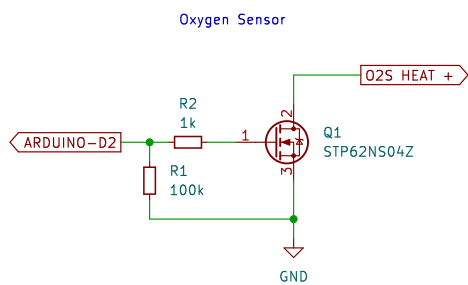 Oxygen Sensor
O2S HEAT +
R2
1k
2
Q1
1
STP62NS04Z
ARDUINO-D2
R1
100k
3
GND